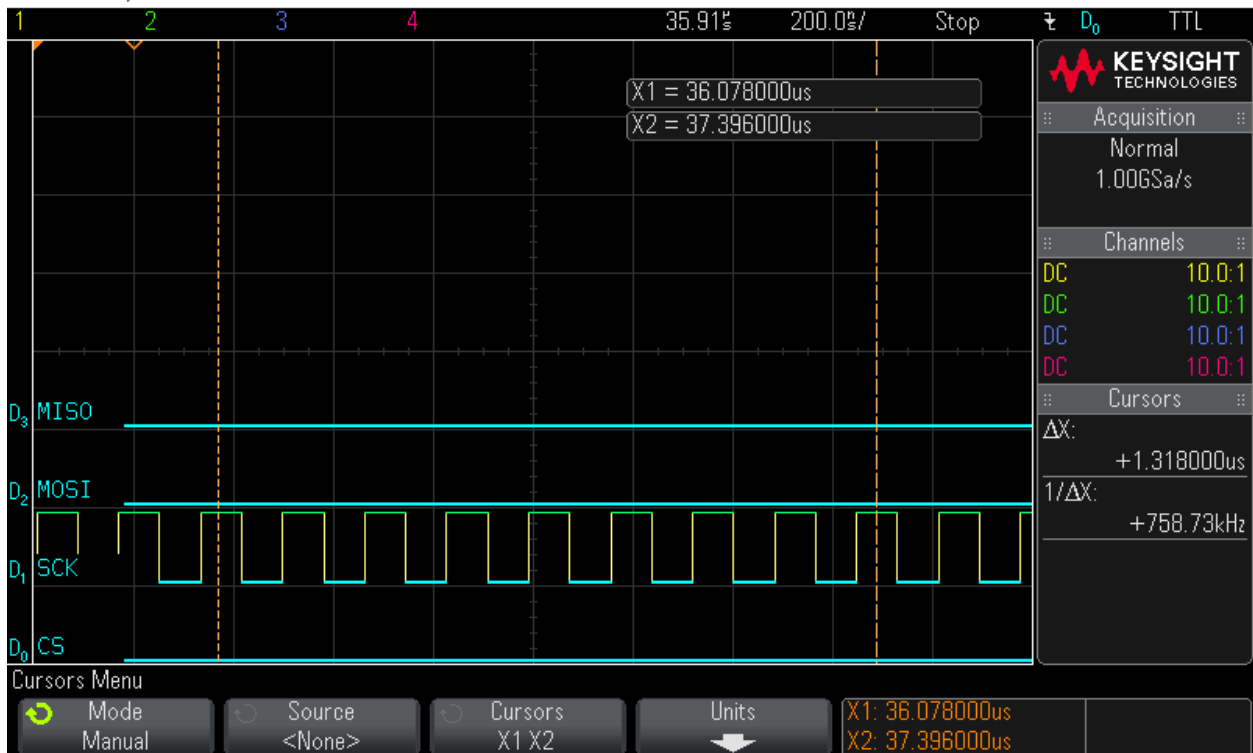 1 2 3 4 35.91us 200.0ns/ Stop D0 TTL
KEYSIGHT
TECHNOLOGIES
X1 = 36.078000us
X2 = 37.396000us
Acquisition
Normal
1.00GSa/s
Channels
DC 10.0:1
DC 10.0:1
DC 10.0:1
DC 10.0:1
Cursors
ΔX:
+1.318000us
1/ΔX:
+758.73kHz
D3 MISO
D2 MOSI
D1 SCK
D0 CS
Cursors Menu
Mode
Manual
Source
<None>
Cursors
X1 X2
Units
X1: 36.078000us
X2: 37.396000us